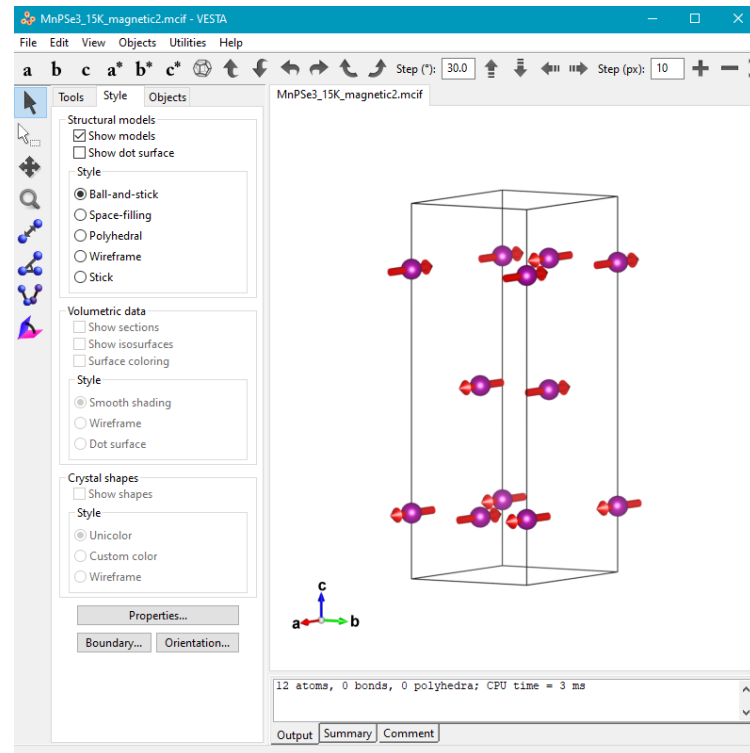 MnPSe3_15K_magnetic2.mcif - VESTA
File Edit View Objects Utilities Help
a b c a* b* c* Step (°): 30.0 Step (px): 10
Tools Style Objects
MnPSe3_15K_magnetic2.mcif
Structural models
Show models
Show dot surface
Style
Ball-and-stick
Space-filling
Polyhedral
Wireframe
Stick
Volumetric data
Show sections
Show isosurfaces
Surface coloring
Style
Smooth shading
Wireframe
Dot surface
Crystal shapes
Show shapes
Style
Unicolor
Custom color
Wireframe
Properties...
Boundary... Orientation...
c
a b
12 atoms, 0 bonds, 0 polyhedra; CPU time = 3 ms
Output Summary Comment